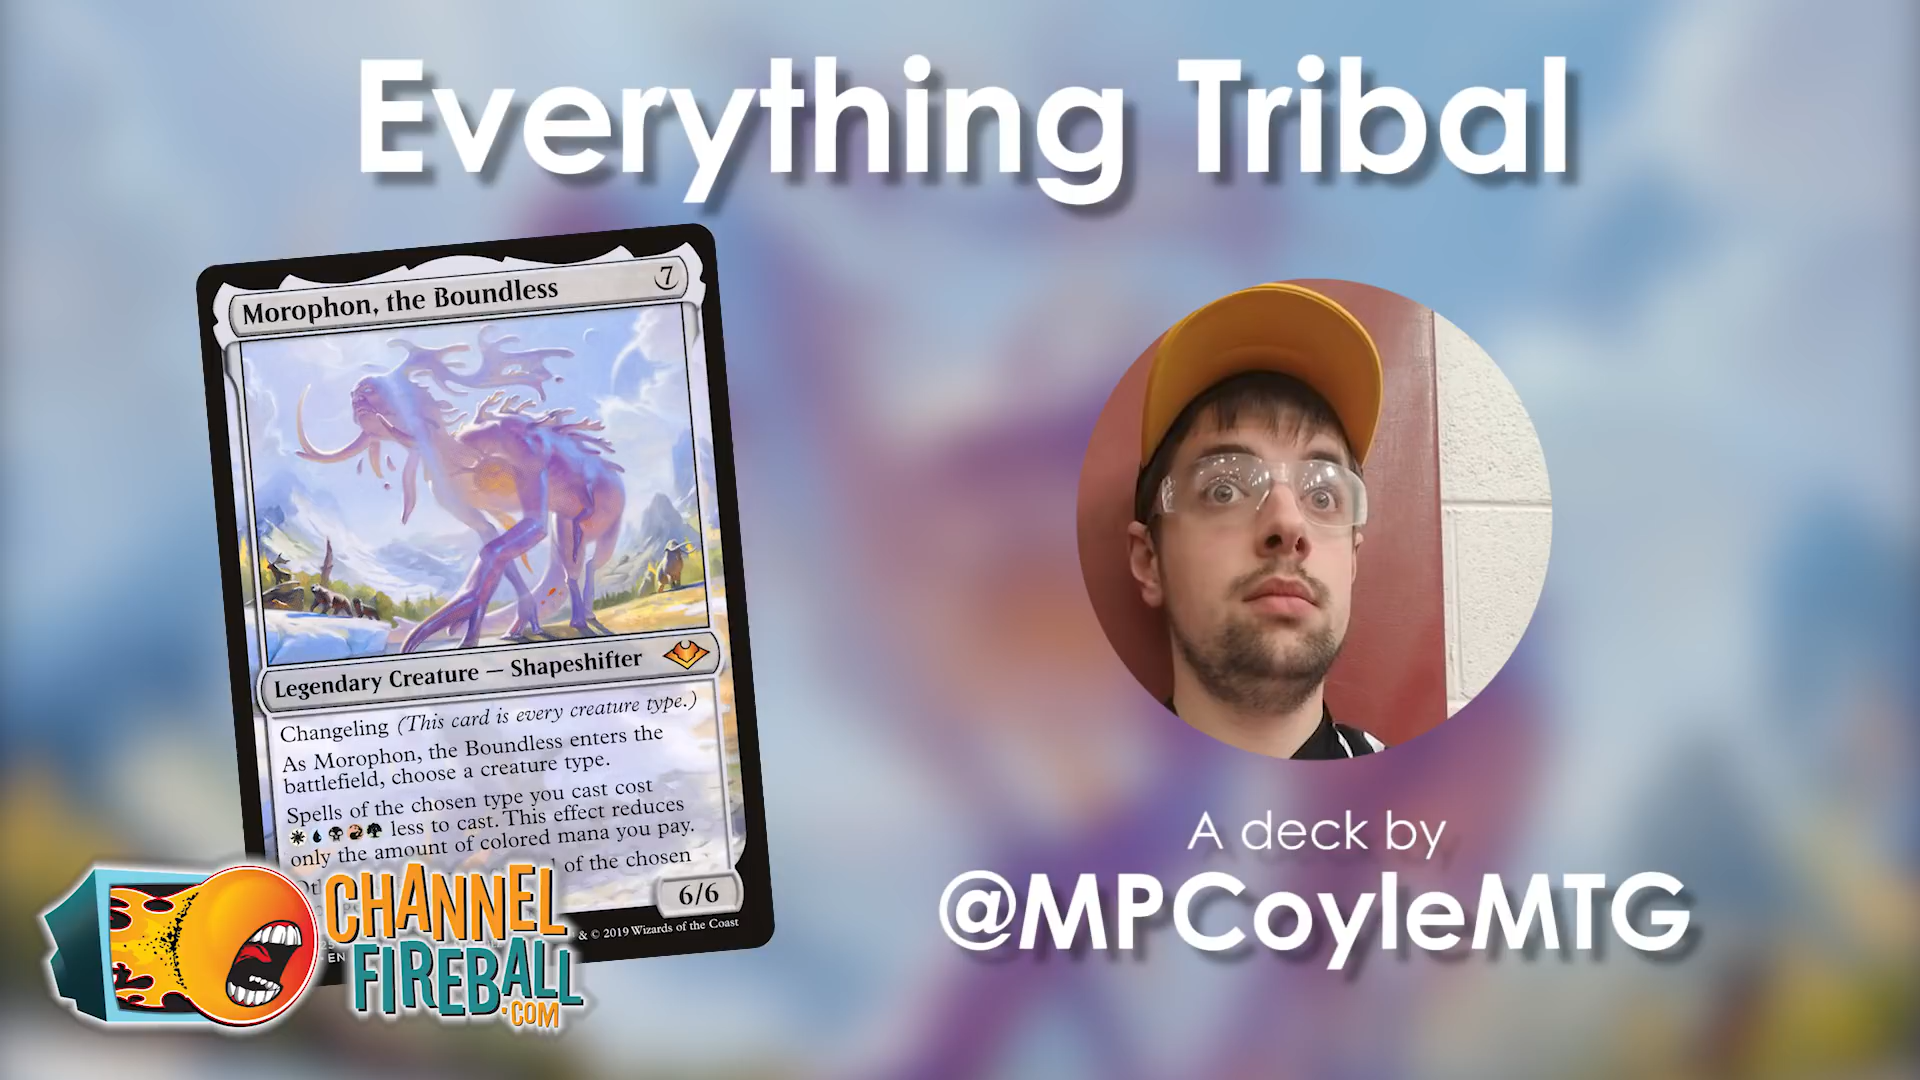 Everything Tribal
Morophon, the Boundless 7
Legendary Creature — Shapeshifter
Changeling (This card is every creature type.)
As Morophon, the Boundless enters the
battlefield, choose a creature type.
Spells of the chosen type you cast cost
less to cast. This effect reduces
only the amount of colored mana you pay.
of the chosen
6/6
& © 2019 Wizards of the Coast
EN
CHANNEL
FIREBALL
.COM
A deck by
@MPCoyleMTG